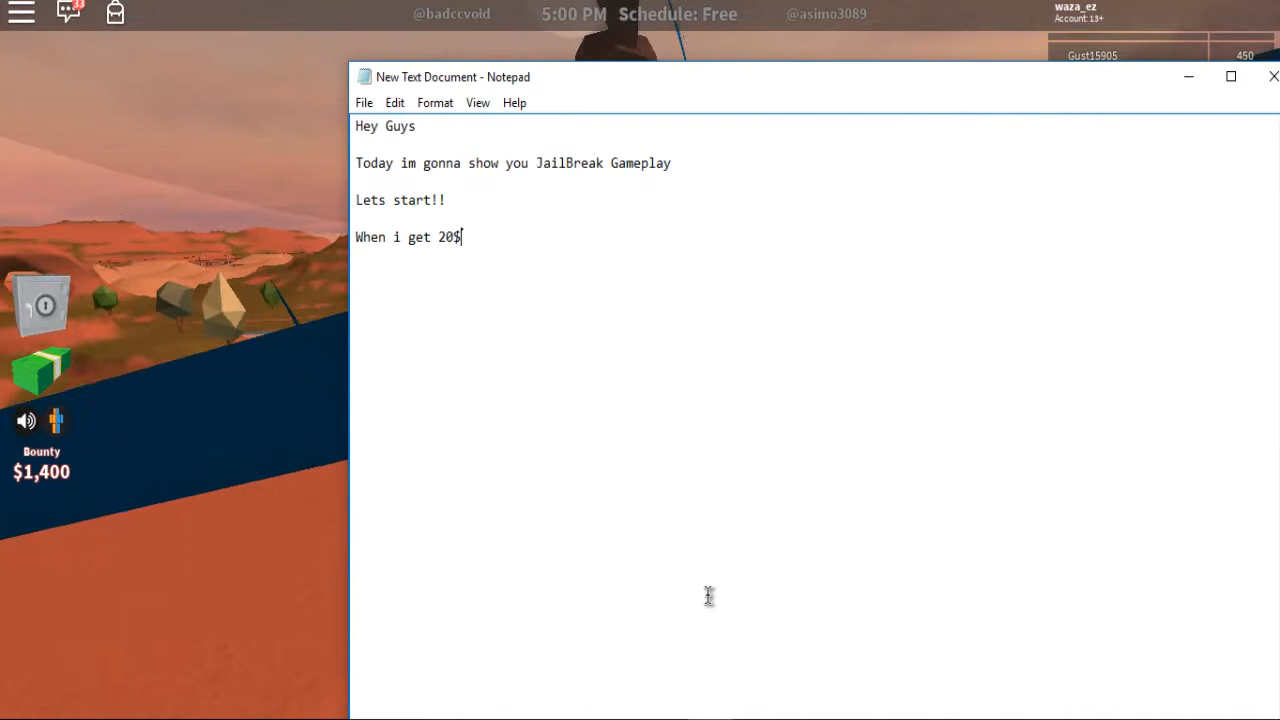 33
@badccvoid
5:00 PM Schedule: Free
@asimo3089
waza_ez
Account: 13+
Gust15905 450
New Text Document - Notepad
File Edit Format View Help
Hey Guys
Today im gonna show you JailBreak Gameplay
Lets start!!
When i get 20$
Bounty
$1,400